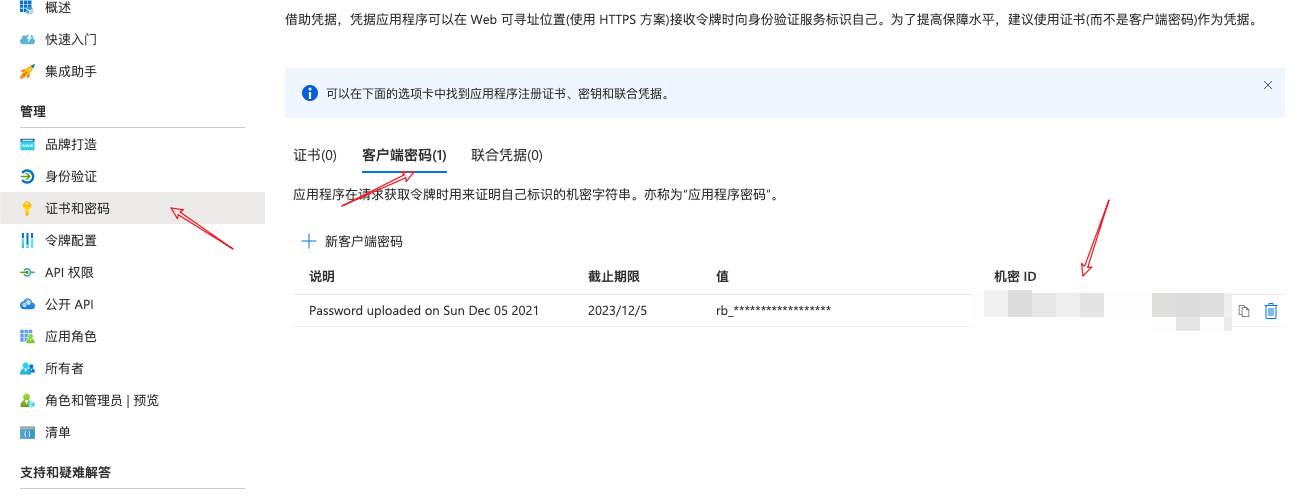 概述
快速入门
集成助手
管理
品牌打造
身份验证
证书和密码
令牌配置
API 权限
公开 API
应用角色
所有者
角色和管理员 | 预览
清单
支持和疑难解答
借助凭据，凭据应用程序可以在 Web 可寻址位置(使用 HTTPS 方案)接收令牌时向身份验证服务标识自己。为了提高保障水平，建议使用证书(而不是客户端密码)作为凭据。
可以在下面的选项卡中找到应用程序注册证书、密钥和联合凭据。
证书(0) 客户端密码(1) 联合凭据(0)
应用程序在请求获取令牌时用来证明自己标识的机密字符串。亦称为“应用程序密码”。
新客户端密码
说明 截止期限 值 机密 ID
Password uploaded on Sun Dec 05 2021 2023/12/5 rb_******************